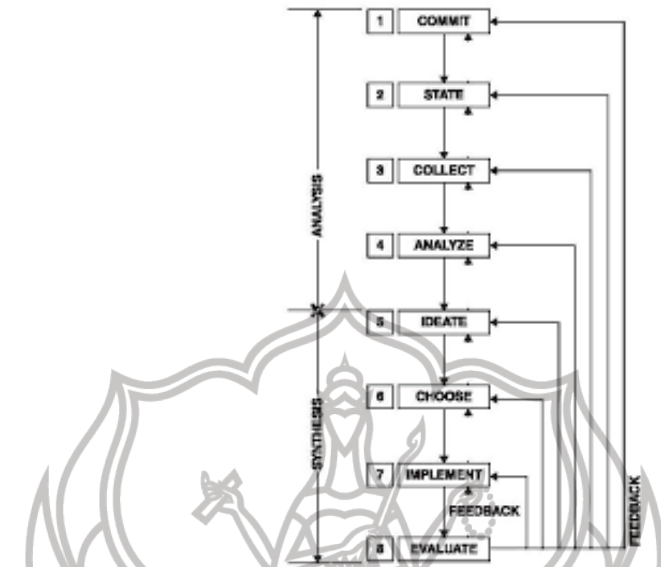 1 COMMIT
2 STATE
3 COLLECT
ANALYSIS
4 ANALYZE
5 IDEATE
6 CHOOSE
SYNTHESIS
7 IMPLEMENT
FEEDBACK
FEEDBACK
8 EVALUATE